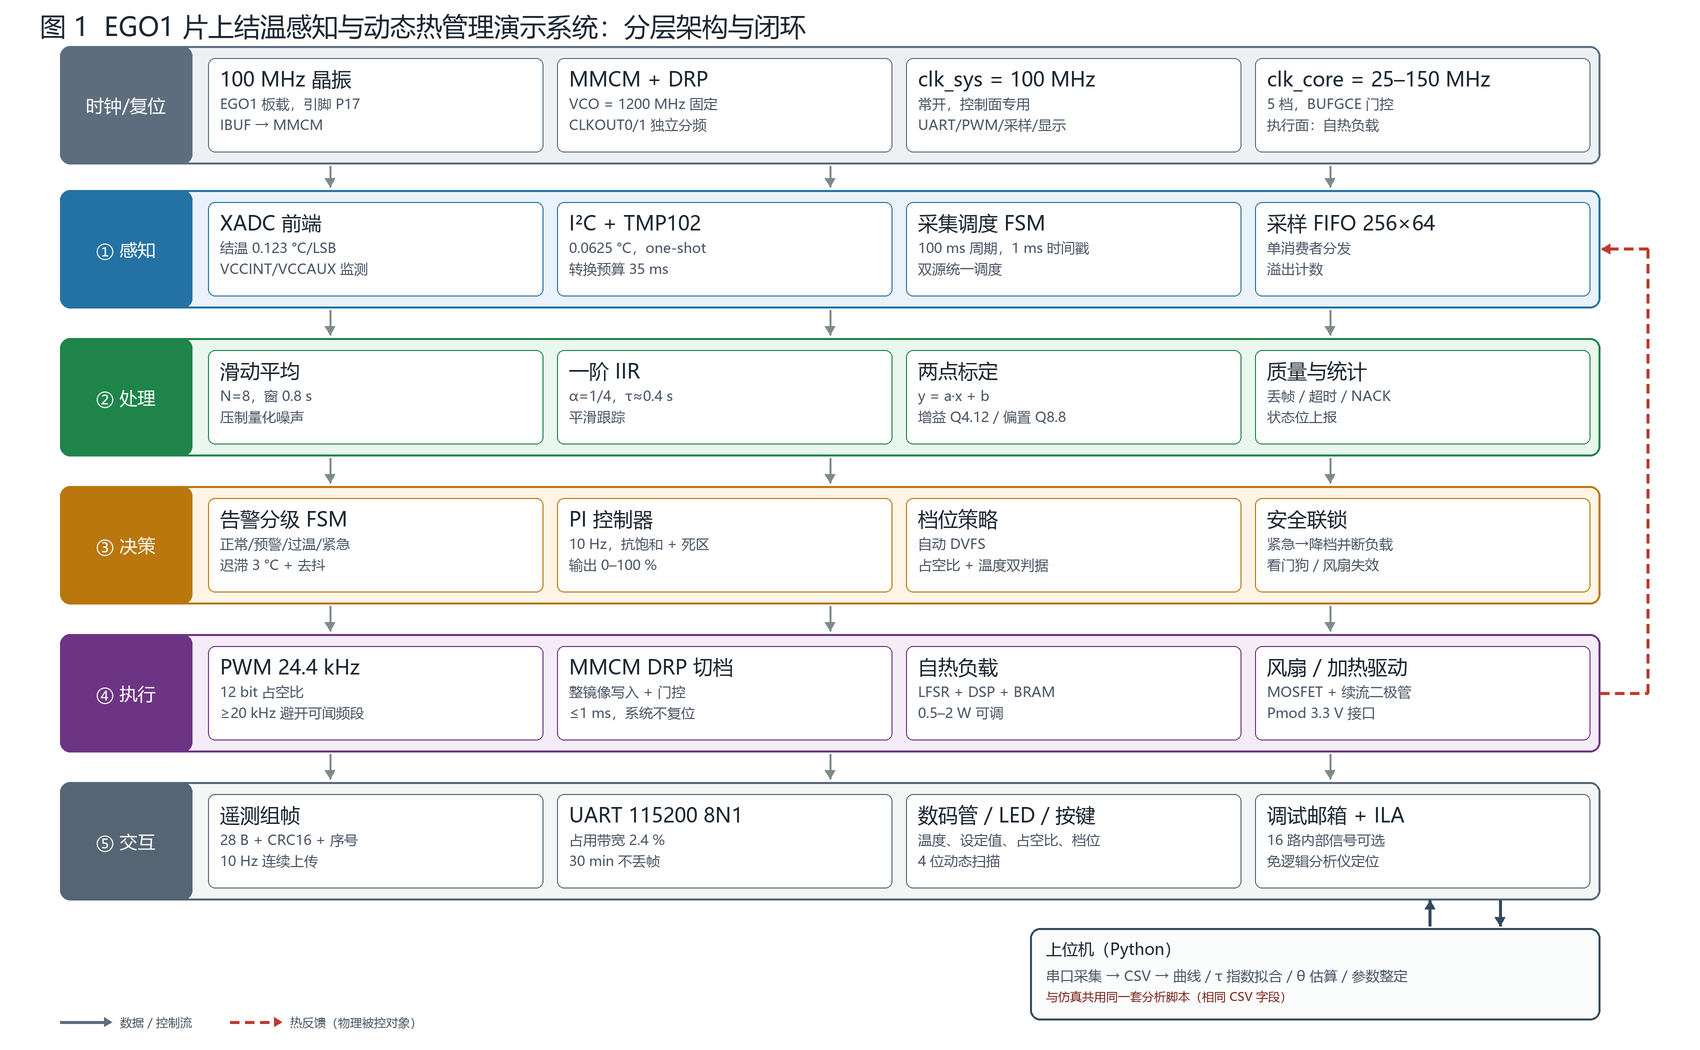 图 1 EGO1 片上结温感知与动态热管理演示系统：分层架构与闭环
时钟/复位
100 MHz 晶振
EGO1 板载，引脚 P17
IBUF → MMCM
MMCM + DRP
VCO = 1200 MHz 固定
CLKOUT0/1 独立分频
clk_sys = 100 MHz
常开，控制面专用
UART/PWM/采样/显示
clk_core = 25–150 MHz
5 档，BUFGCE 门控
执行面：自热负载
① 感知
XADC 前端
结温 0.123 °C/LSB
VCCINT/VCCAUX 监测
I²C + TMP102
0.0625 °C，one-shot
转换预算 35 ms
采集调度 FSM
100 ms 周期，1 ms 时间戳
双源统一调度
采样 FIFO 256×64
单消费者分发
溢出计数
② 处理
滑动平均
N=8，窗 0.8 s
压制量化噪声
一阶 IIR
α=1/4，τ≈0.4 s
平滑跟踪
两点标定
y = a·x + b
增益 Q4.12 / 偏置 Q8.8
质量与统计
丢帧 / 超时 / NACK
状态位上报
③ 决策
告警分级 FSM
正常/预警/过温/紧急
迟滞 3 °C + 去抖
PI 控制器
10 Hz，抗饱和 + 死区
输出 0–100 %
档位策略
自动 DVFS
占空比 + 温度双判据
安全联锁
紧急→降档并断负载
看门狗 / 风扇失效
④ 执行
PWM 24.4 kHz
12 bit 占空比
≥20 kHz 避开可闻频段
MMCM DRP 切档
整镜像写入 + 门控
≤1 ms，系统不复位
自热负载
LFSR + DSP + BRAM
0.5–2 W 可调
风扇 / 加热驱动
MOSFET + 续流二极管
Pmod 3.3 V 接口
⑤ 交互
遥测组帧
28 B + CRC16 + 序号
10 Hz 连续上传
UART 115200 8N1
占用带宽 2.4 %
30 min 不丢帧
数码管 / LED / 按键
温度、设定值、占空比、档位
4 位动态扫描
调试邮箱 + ILA
16 路内部信号可选
免逻辑分析仪定位
上位机（Python）
串口采集 → CSV → 曲线 / τ 指数拟合 / θ 估算 / 参数整定
与仿真共用同一套分析脚本（相同 CSV 字段）
数据 / 控制流
热反馈（物理被控对象）